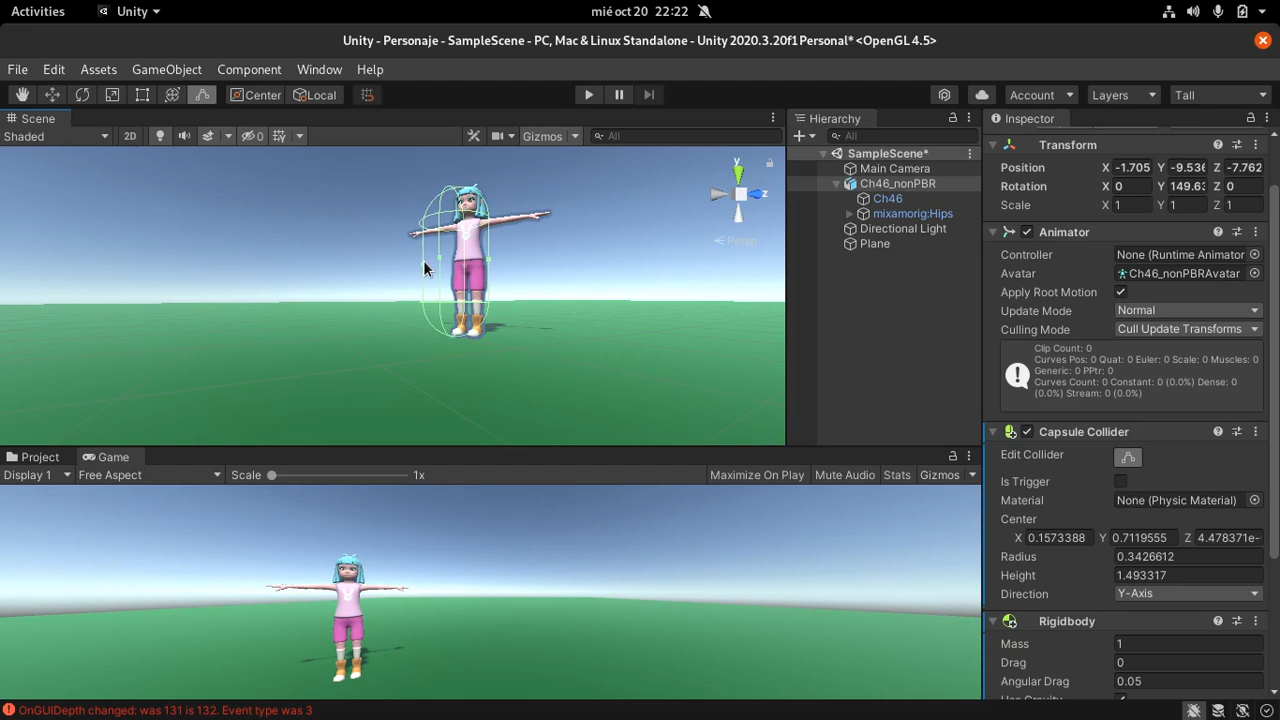 Activities Unity mié oct 20 22:22
Unity - Personaje - SampleScene - PC, Mac & Linux Standalone - Unity 2020.3.20f1 Personal* <OpenGL 4.5>
File Edit Assets GameObject Component Window Help
Center Local Account Layers Tall
Scene
Shaded 2D 0 Gizmos All
y
z
Persp
Hierarchy
All
SampleScene*
Main Camera
Ch46_nonPBR
Ch46
mixamorig:Hips
Directional Light
Plane
Inspector
Transform
Position X -1.705 Y -9.536 Z -7.762
Rotation X 0 Y 149.63 Z 0
Scale X 1 Y 1 Z 1
Animator
Controller None (Runtime Animator
Avatar Ch46_nonPBRAvatar
Apply Root Motion
Update Mode Normal
Culling Mode Cull Update Transforms
Clip Count: 0
Curves Pos: 0 Quat: 0 Euler: 0 Scale: 0 Muscles: 0
Generic: 0 PPtr: 0
Curves Count: 0 Constant: 0 (0.0%) Dense: 0
(0.0%) Stream: 0 (0.0%)
Capsule Collider
Edit Collider
Is Trigger
Material None (Physic Material)
Center
X 0.1573388 Y 0.7119555 Z 4.478371e-
Radius 0.3426612
Height 1.493317
Direction Y-Axis
Rigidbody
Mass 1
Drag 0
Angular Drag 0.05
Use Gravity
Project Game
Display 1 Free Aspect Scale 1x Maximize On Play Mute Audio Stats Gizmos
OnGUIDepth changed: was 131 is 132. Event type was 3